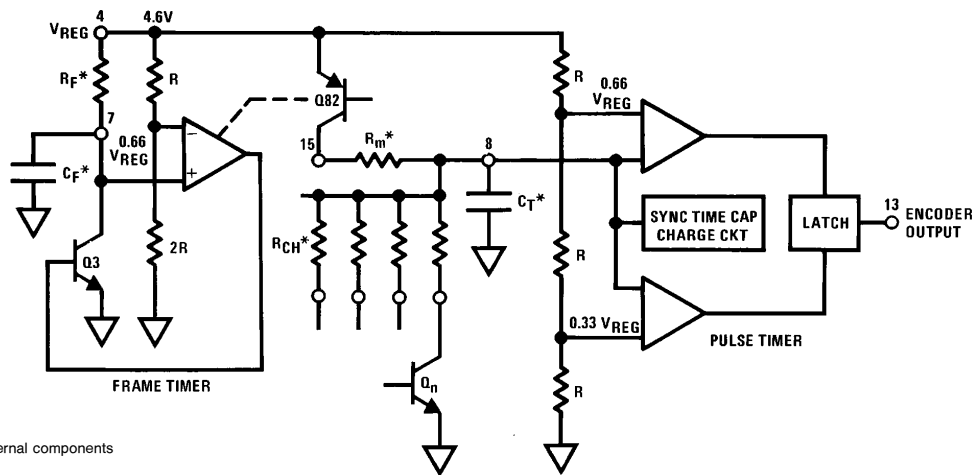 4 4.6V
VREG
RF*
R
7
0.66
VREG
CF*
−
+
Q3
2R
FRAME TIMER
Q82
15
Rm*
8
RCH*
CT*
Qn
R
0.66
VREG
R
0.33 VREG
R
SYNC TIME CAP
CHARGE CKT
LATCH
13 ENCODER
OUTPUT
PULSE TIMER
components